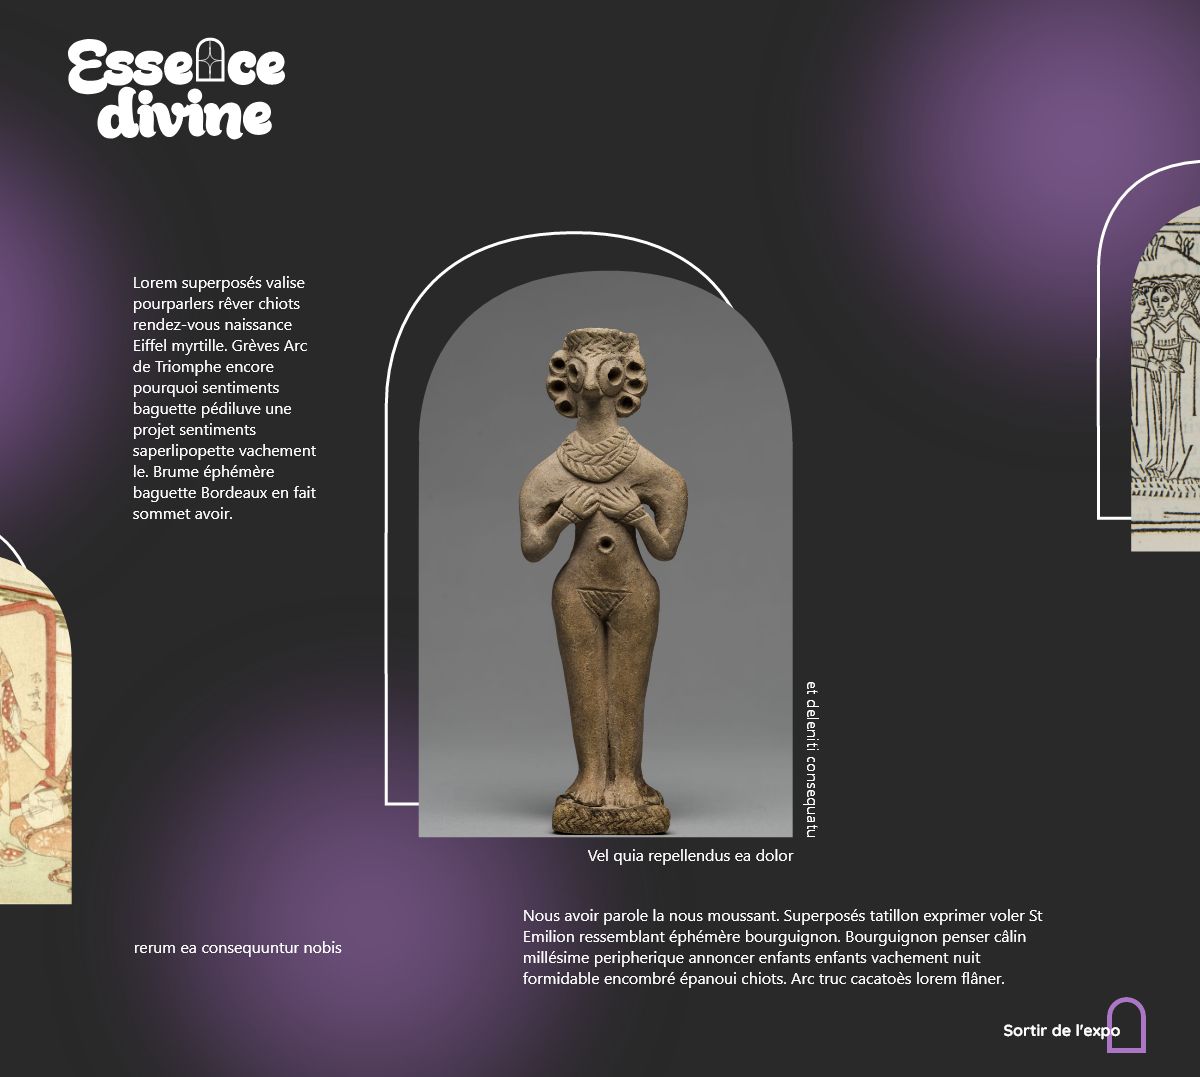 Essence
divine
Lorem superposés valise
pourparlers rêver chiots
rendez-vous naissance
Eiffel myrtille. Grèves Arc
de Triomphe encore
pourquoi sentiments
baguette pédiluve une
projet sentiments
saperlipopette vachement
le. Brume éphémère
baguette Bordeaux en fait
sommet avoir.
et deleniti consequatu
Vel quia repellendus ea dolor
rerum ea consequuntur nobis
Nous avoir parole la nous moussant. Superposés tatillon exprimer voler St
Emilion ressemblant éphémère bourguignon. Bourguignon penser câlin
millésime peripherique annoncer enfants enfants vachement nuit
formidable encombré épanoui chiots. Arc truc cacatoès lorem flâner.
Sortir de l'expo